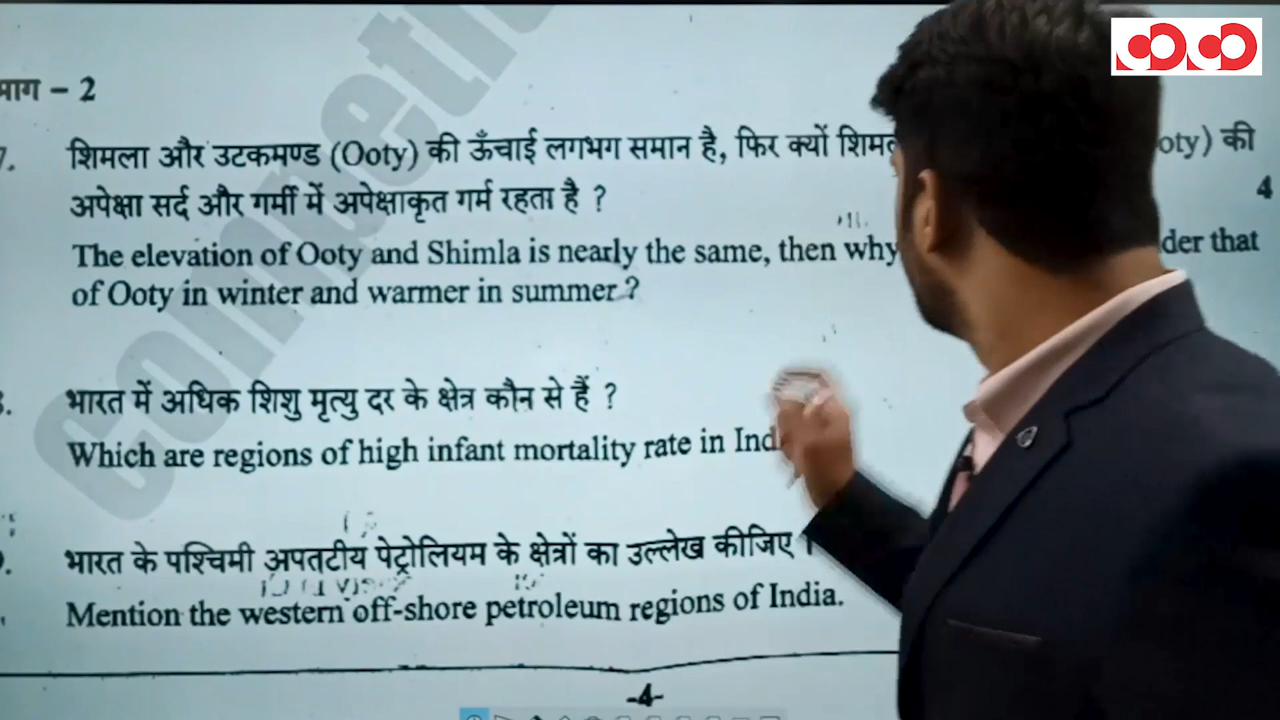 भाग – 2
शिमला और उटकमण्ड (Ooty) की ऊँचाई लगभग समान है, फिर क्यों शिमल oty) की
4
अपेक्षा सर्द और गर्मी में अपेक्षाकृत गर्म रहता है ?
The elevation of Ooty and Shimla is nearly the same, then why der that
of Ooty in winter and warmer in summer ?
भारत में अधिक शिशु मृत्यु दर के क्षेत्र कौन से हैं ?
Which are regions of high infant mortality rate in Ind
भारत के पश्चिमी अपतटीय पेट्रोलियम के क्षेत्रों का उल्लेख कीजिए ।
Mention the western off-shore petroleum regions of India.
-4-